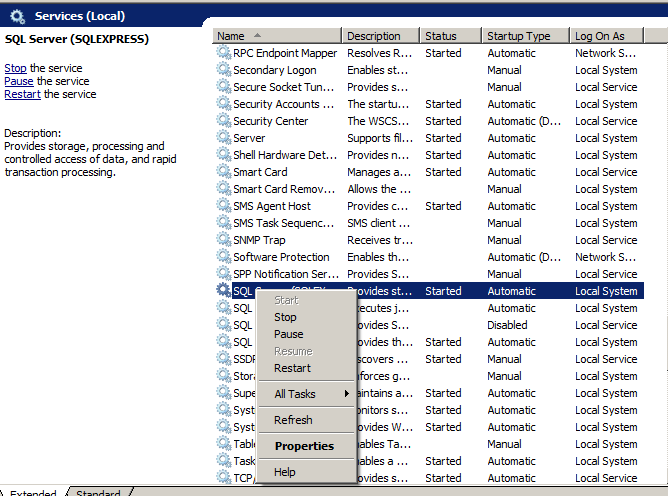 Services (Local)
SQL Server (SQLEXPRESS)
Stop the service
Pause the service
Restart the service
Description:
Provides storage, processing and
controlled access of data, and rapid
transaction processing.
Name Description Status Startup Type Log On As
RPC Endpoint Mapper Resolves R... Started Automatic Network S...
Secondary Logon Enables st... Manual Local System
Secure Socket Tun... Provides s... Manual Local Service
Security Accounts ... The startu... Started Automatic Local System
Security Center The WSCS... Started Automatic (D... Local Service
Server Supports fil... Started Automatic Local System
Shell Hardware Det... Provides n... Started Automatic Local System
Smart Card Manages a... Started Automatic Local Service
Smart Card Remov... Allows the ... Manual Local System
SMS Agent Host Provides c... Started Automatic Local System
SMS Task Sequenc... SMS client ... Manual Local System
SNMP Trap Receives tr... Manual Local Service
Software Protection Enables th... Automatic (D... Network S...
SPP Notification Ser... Provides S... Manual Local Service
Provides st... Started Automatic Local System
SQL ecutes j... Automatic Local System
SQL ovides S... Disabled Local Service
SQL ovides th... Started Automatic Local System
SSDP scovers ... Started Manual Local Service
Stora forces g... Manual Local System
Supe aintains a... Started Automatic Local System
Syst onitors s... Started Automatic Local System
Syst ovides W... Started Automatic Local System
Table ables Ta... Manual Local System
Task ables a ... Started Automatic Local System
TCP/ ovides s... Started Automatic Local Service
Start
Stop
Pause
Resume
Restart
All Tasks
Refresh
Properties
Help
Extended Standard